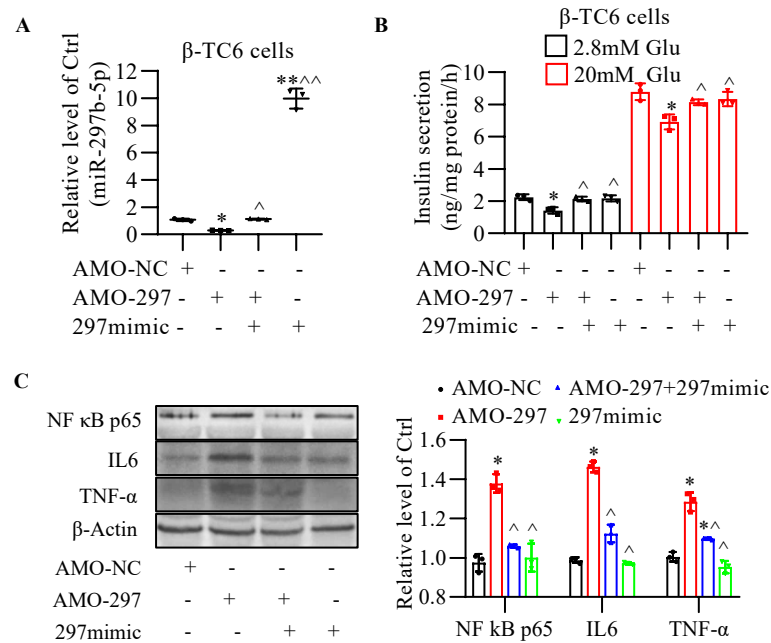 A
β-TC6 cells
Relative level of Ctrl
(miR-297b-5p)
12
10
8
6
4
2
0
* ^ **^^
AMO-NC + - - -
AMO-297 - + + -
297mimic - - + +
B
β-TC6 cells
2.8mM Glu
20mM Glu
Insulin secretion
(ng/mg protein/h)
10
8
6
4
2
0
* ^ ^ * ^ ^
AMO-NC + - - - + - - -
AMO-297 - + + - - + + -
297mimic - - + + - - + +
C
NF κB p65
IL6
TNF-α
β-Actin
AMO-NC + - - -
AMO-297 - + + -
297mimic - - + +
AMO-NC AMO-297+297mimic
AMO-297 297mimic
Relative level of Ctrl
1.6
1.4
1.2
1.0
0.8
* ^ ^ * ^ ^ * *^ ^
NF kB p65 IL6 TNF-α